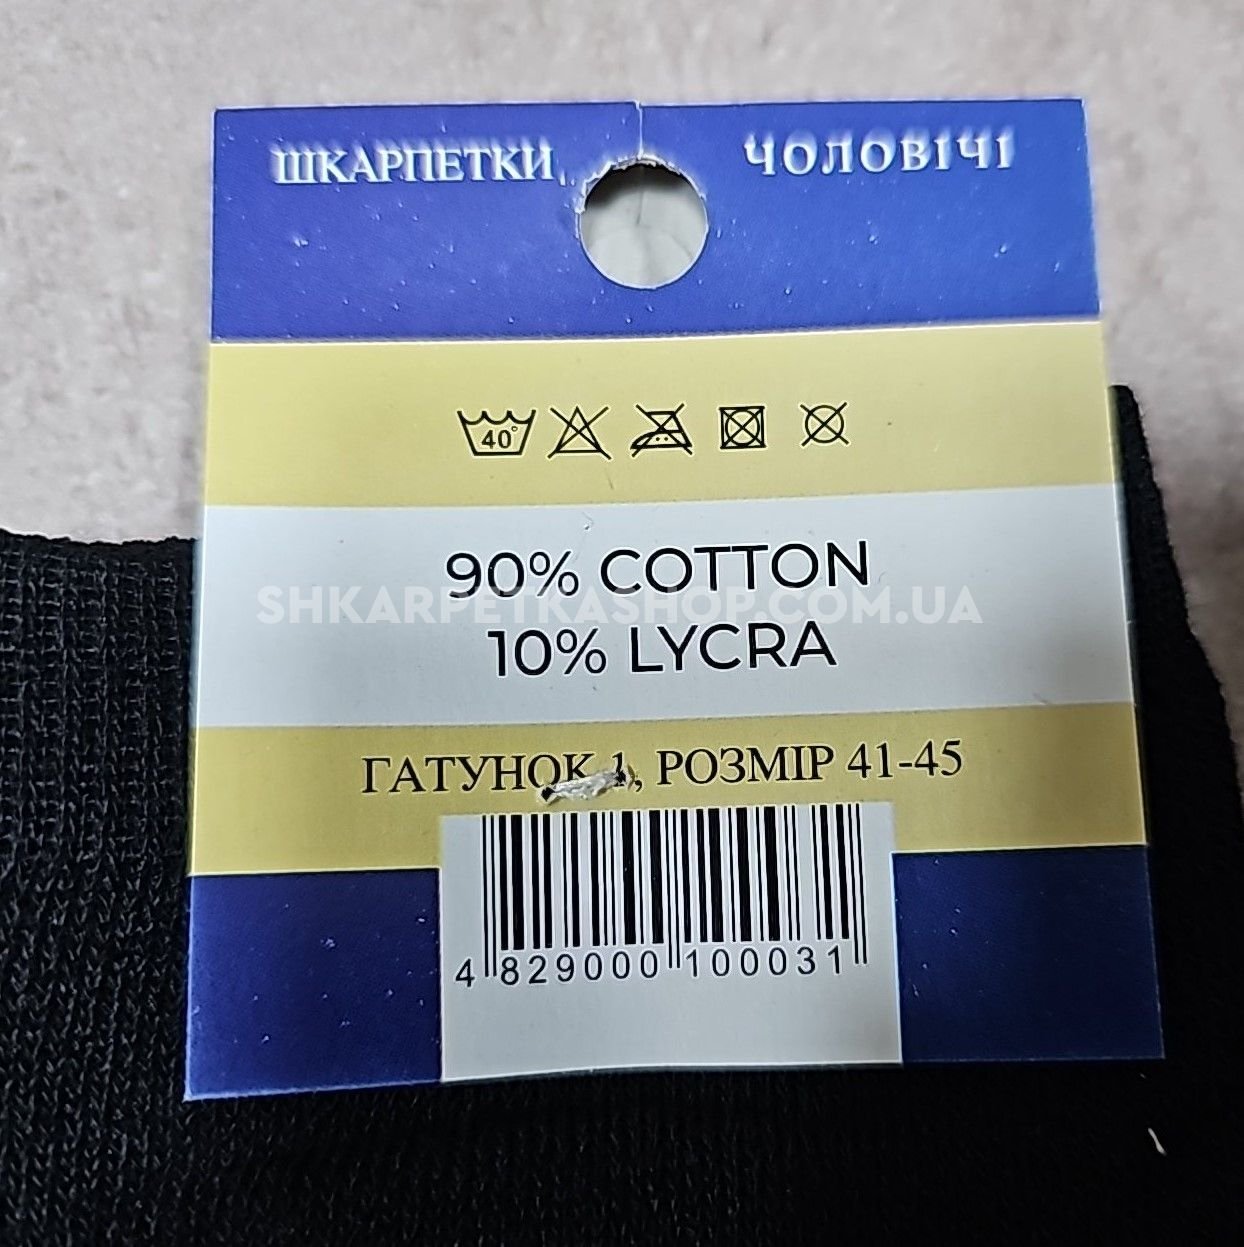 ШКАРПЕТКИ ЧОЛОВІЧІ
40°
90% COTTON
SHKARPETKASHOP.COM.UA
10% LYCRA
ГАТУНОК 1, РОЗМІР 41-45
4 829000 100031